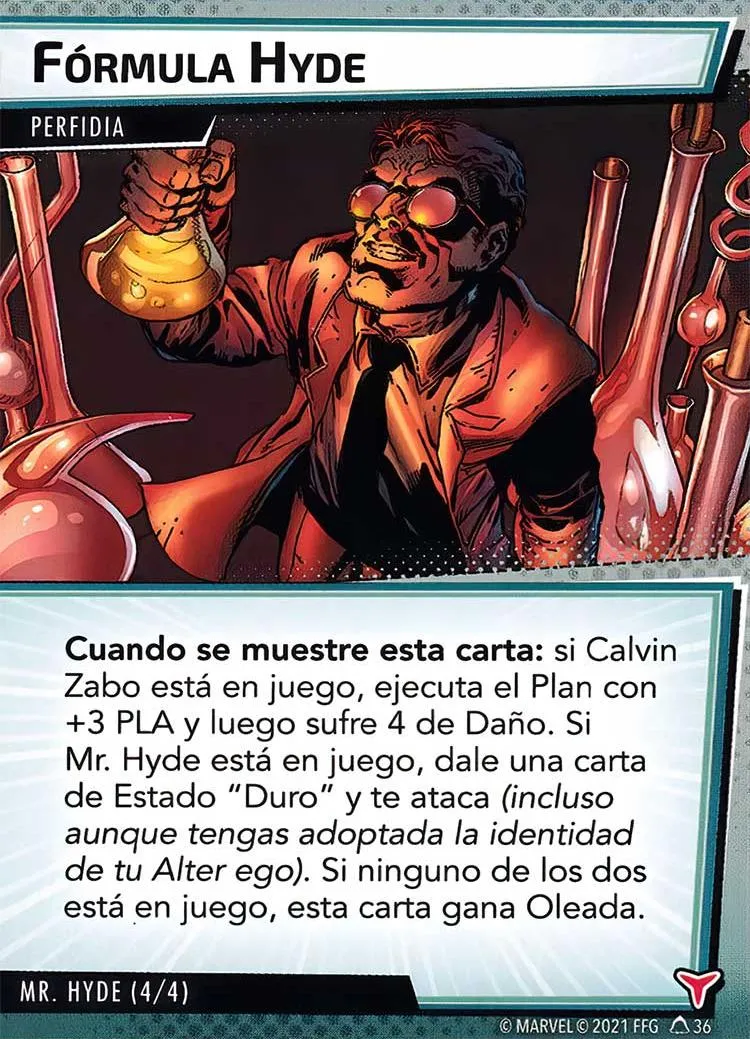 FÓRMULA HYDE
PERFIDIA
Cuando se muestre esta carta: si Calvin
Zabo está en juego, ejecuta el Plan con
+3 PLA y luego sufre 4 de Daño. Si
Mr. Hyde está en juego, dale una carta
de Estado “Duro” y te ataca (incluso
aunque tengas adoptada la identidad
de tu Alter ego). Si ninguno de los dos
está en juego, esta carta gana Oleada.
MR. HYDE (4/4)
© MARVEL © 2021 FFG 36